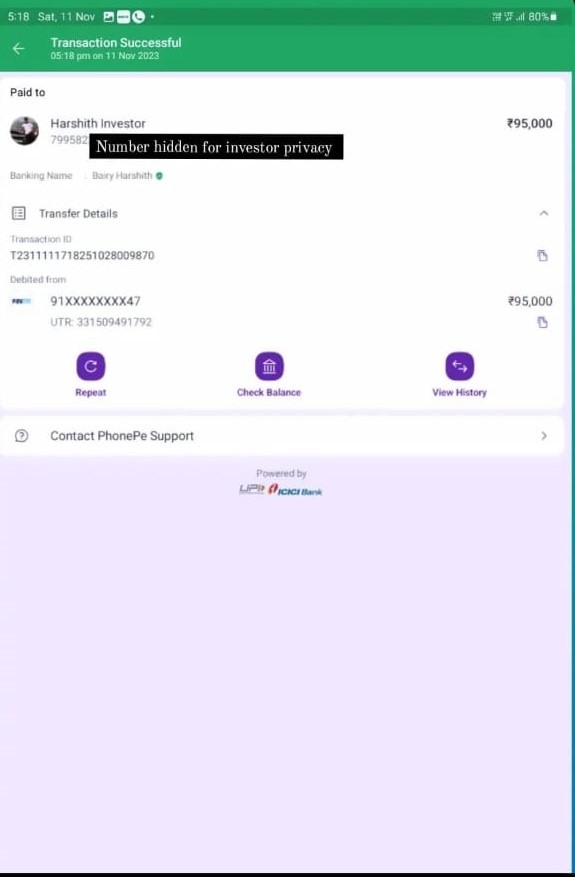 5:18 Sat, 11 Nov 80%
Transaction Successful
05:18 pm on 11 Nov 2023
Paid to
Harshith Investor ₹95,000
79958
Number hidden for investor privacy
Banking Name : Bairy Harshith
Transfer Details
Transaction ID
T2311111718251028009870
Debited from
91XXXXXXXX47 ₹95,000
UTR: 331509491792
Repeat Check Balance View History
Contact PhonePe Support
Powered by
UPI ICICI Bank